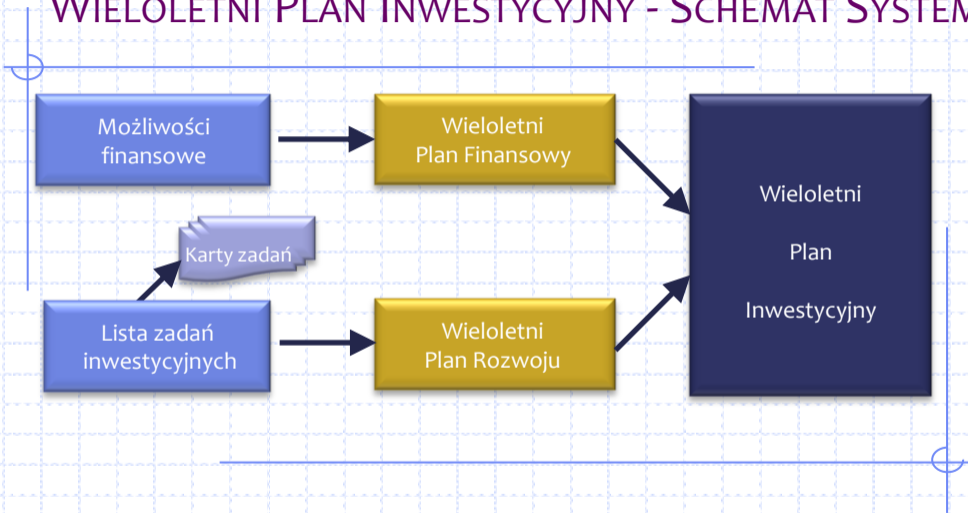 WIELOLETNI PLAN INWESTYCYJNY - SCHEMAT SYSTEM
Możliwości
finansowe
Wieloletni
Plan Finansowy
Karty zadań
Lista zadań
inwestycyjnych
Wieloletni
Plan Rozwoju
Wieloletni
Plan
Inwestycyjny